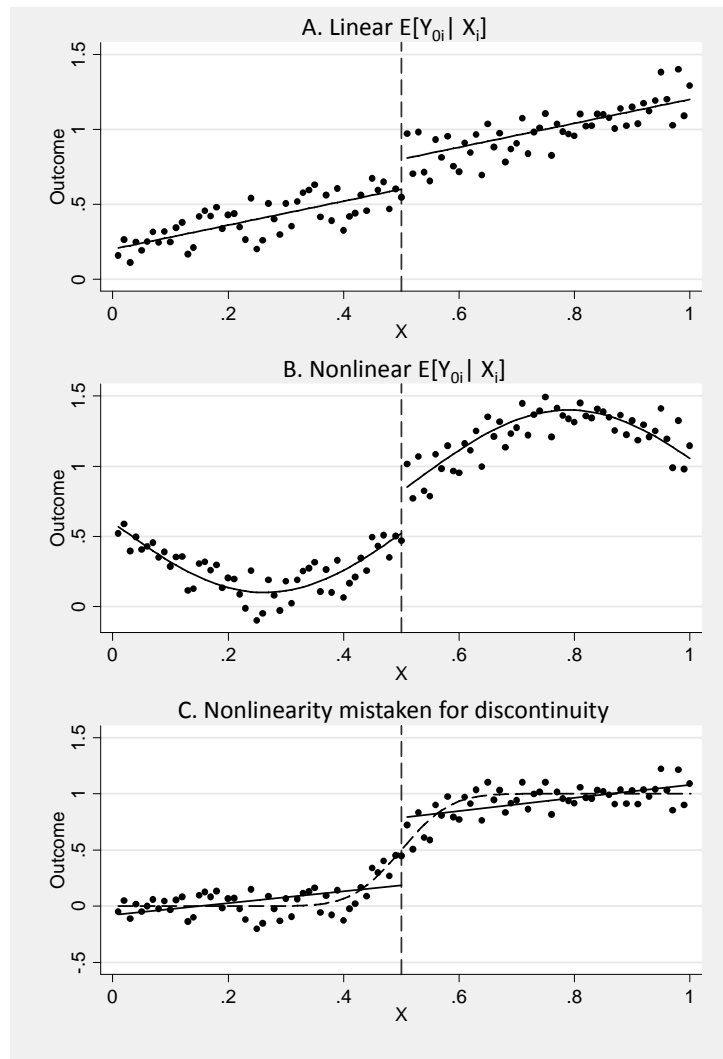 A. Linear E[Y0i| Xi]
1.5
1
.5
0
Outcome
0 .2 .4 .6 .8 1
X
B. Nonlinear E[Y0i| Xi]
1.5
1
.5
0
Outcome
0 .2 .4 .6 .8 1
X
C. Nonlinearity mistaken for discontinuity
1.5
1
.5
0
-.5
Outcome
0 .2 .4 .6 .8 1
X